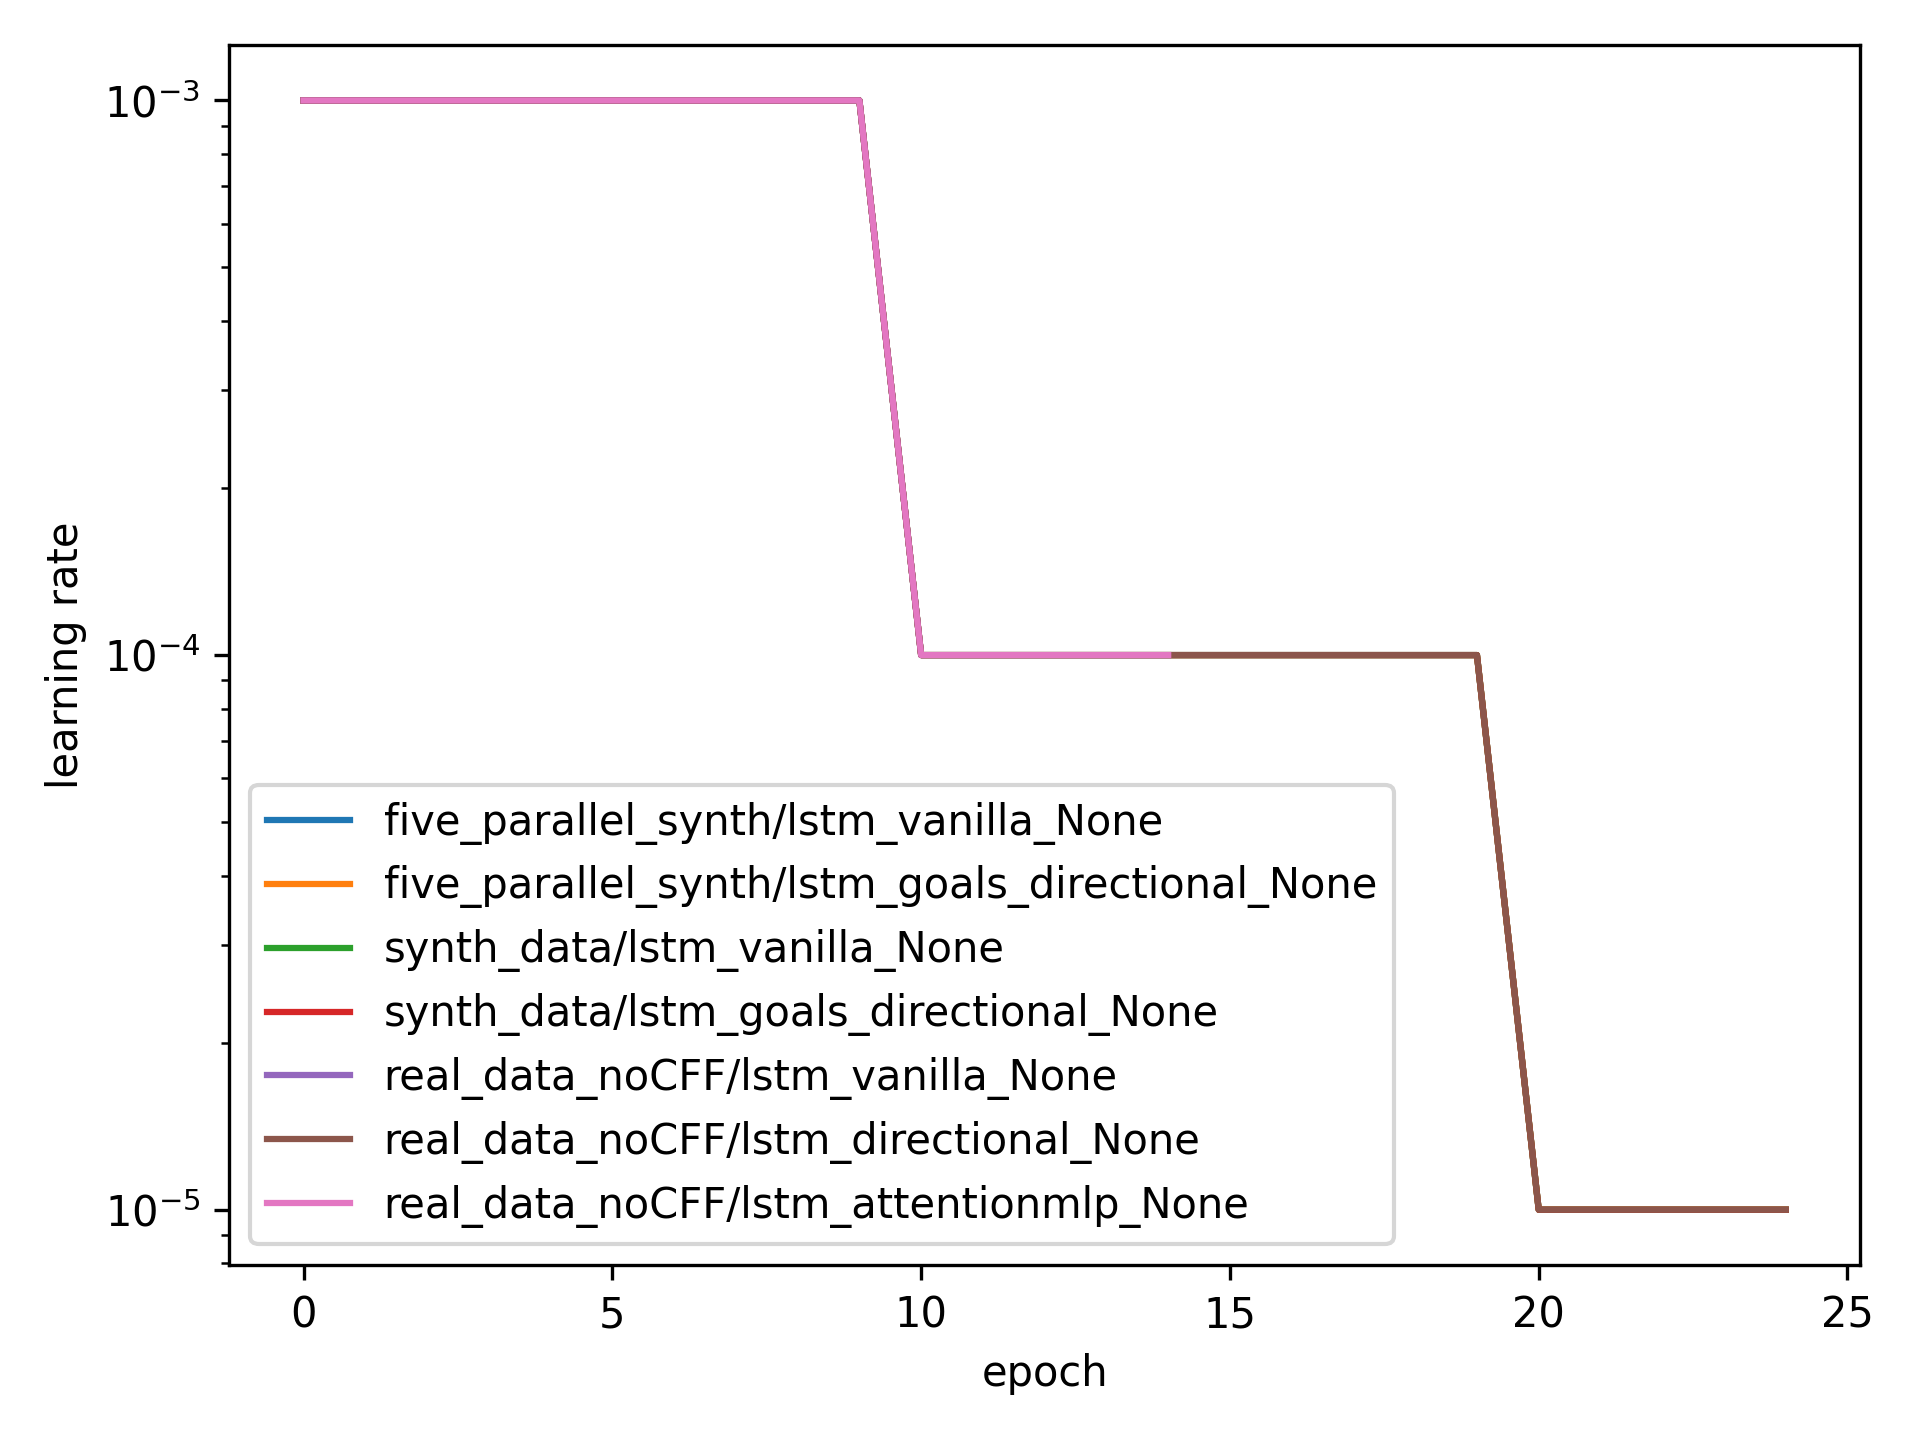 10⁻³
10⁻⁴
10⁻⁵
learning rate
five_parallel_synth/lstm_vanilla_None
five_parallel_synth/lstm_goals_directional_None
synth_data/lstm_vanilla_None
synth_data/lstm_goals_directional_None
real_data_noCFF/lstm_vanilla_None
real_data_noCFF/lstm_directional_None
real_data_noCFF/lstm_attentionmlp_None
0 5 10 15 20 25
epoch